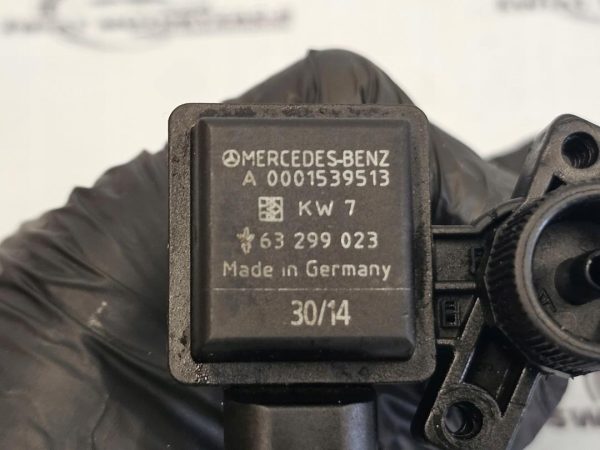 MERCEDES-BENZ
A 0001539513
KW 7
63 299 023
Made in Germany
30/14